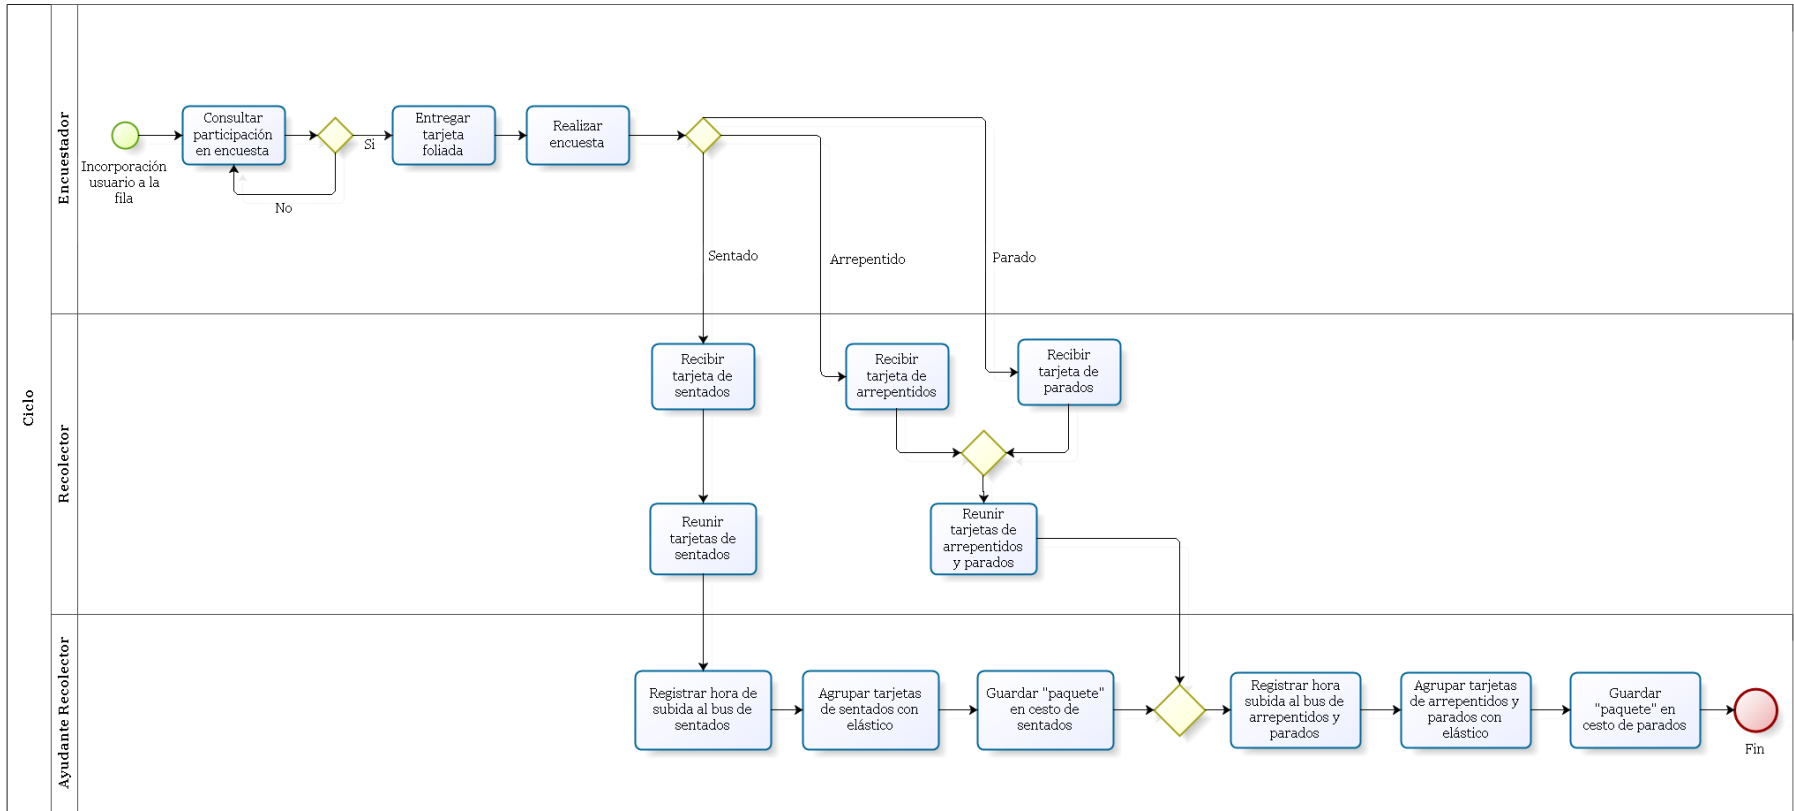 Ciclo
Encuestador
Incorporación
usuario a la
fila
Consultar
participación
en encuesta
Si
No
Entregar
tarjeta
foliada
Realizar
encuesta
Sentado
Arrepentido
Parado
Recolector
Recibir
tarjeta de
sentados
Recibir
tarjeta de
arrepentidos
Recibir
tarjeta de
parados
Reunir
tarjetas de
sentados
Reunir
tarjetas de
arrepentidos
y parados
Ayudante Recolector
Registrar hora de
subida al bus de
sentados
Agrupar tarjetas
de sentados con
elástico
Guardar "paquete"
en cesto de
sentados
Registrar hora
subida al bus de
arrepentidos y
parados
Agrupar tarjetas
de arrepentidos y
parados con
elástico
Guardar
"paquete" en
cesto de parados
Fin